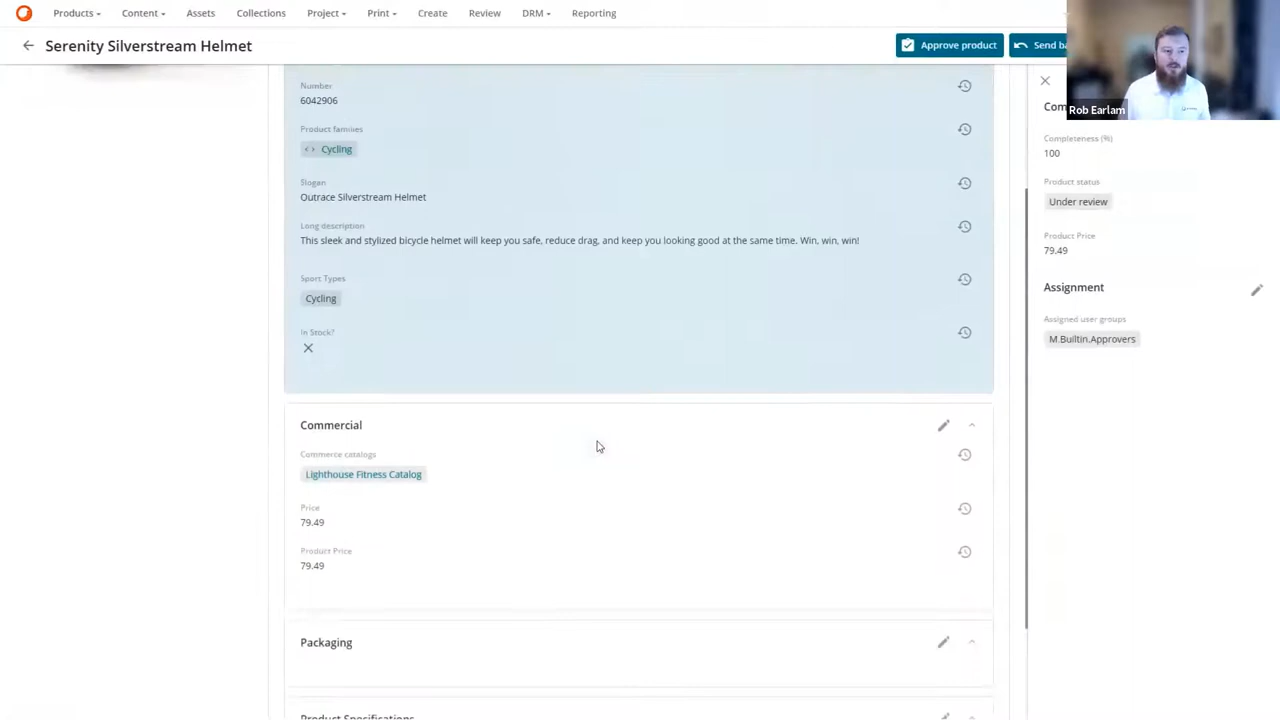 Products
Content
Assets
Collections
Project
Print
Create
Review
DRM
Reporting
Serenity Silverstream Helmet
Approve product
Send ba
Rob Earlam
Number
6042906
Product families
Cycling
Slogan
Outrace Silverstream Helmet
Long description
This sleek and stylized bicycle helmet will keep you safe, reduce drag, and keep you looking good at the same time. Win, win, win!
Sport Types
Cycling
In Stock?
Commercial
Commerce catalogs
Lighthouse Fitness Catalog
Price
79.49
Product Price
79.49
Packaging
Product Specifications
Com
Completeness (%)
100
Product status
Under review
Product Price
79.49
Assignment
Assigned user groups
M.Builtin.Approvers